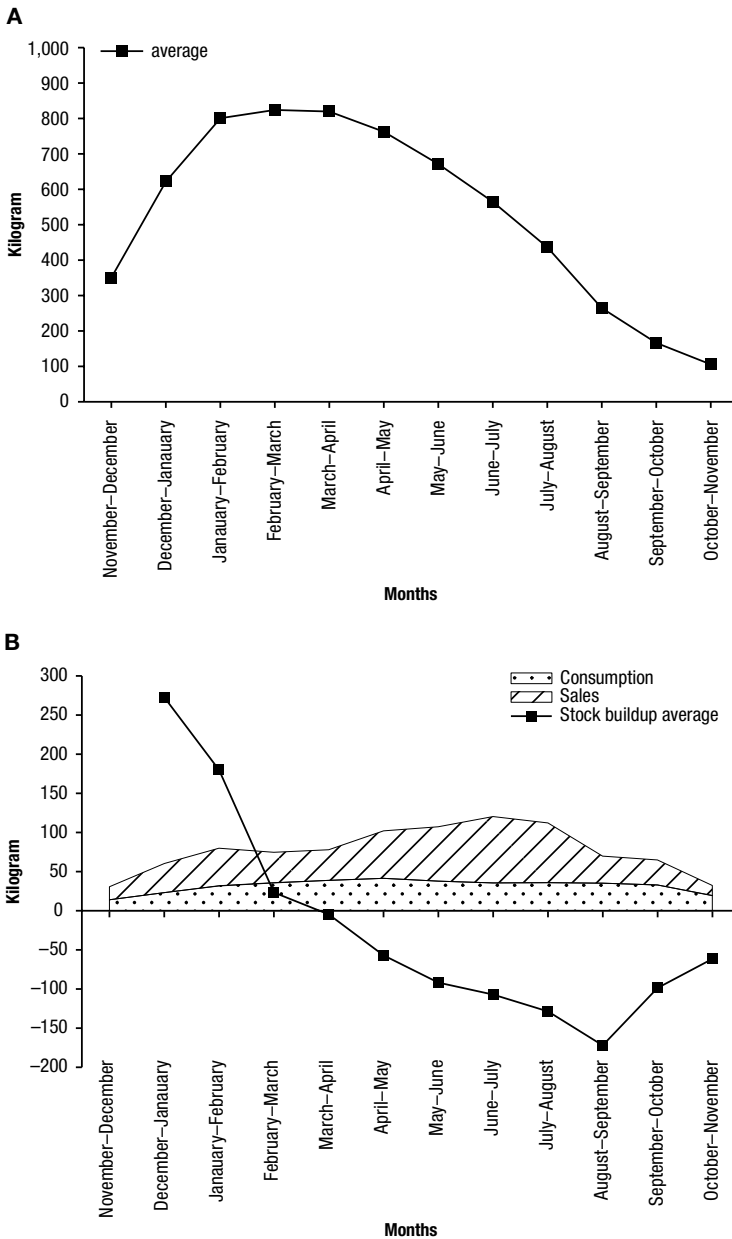 A
1,000
900
800
700
600
500
400
300
200
100
0
Kilogram
average
November–December
December–Janauary
Janauary–February
February–March
March–April
April–May
May–June
June–July
July–August
August–September
September–October
October–November
Months
B
300
250
200
150
100
50
0
–50
–100
–150
–200
Kilogram
Consumption
Sales
Stock buildup average
November–December
December–Janauary
Janauary–February
February–March
March–April
April–May
May–June
June–July
July–August
August–September
September–October
October–November
Months